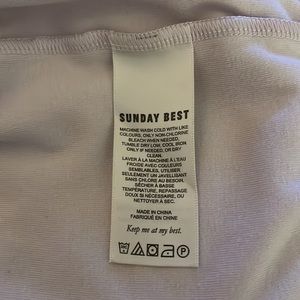 SUNDAY BEST
MACHINE WASH COLD WITH LIKE
COLOURS, ONLY NON-CHLORINE
BLEACH WHEN NEEDED,
TUMBLE DRY LOW, COOL IRON
ONLY IF NEEDED, OR DRY
CLEAN.
LAVER À LA MACHINE À L'EAU
FROIDE AVEC COULEURS
SEMBLABLES, UTILISER
SEULEMENT UN JAVELLISANT
SANS CHLORE AU BESOIN,
SÉCHER À BASSE
TEMPÉRATURE, REPASSAGE
DOUX SI NÉCESSAIRE, OU
NETTOYER À SEC.
MADE IN CHINA
FABRIQUÉ EN CHINE
Keep me at my best.
P